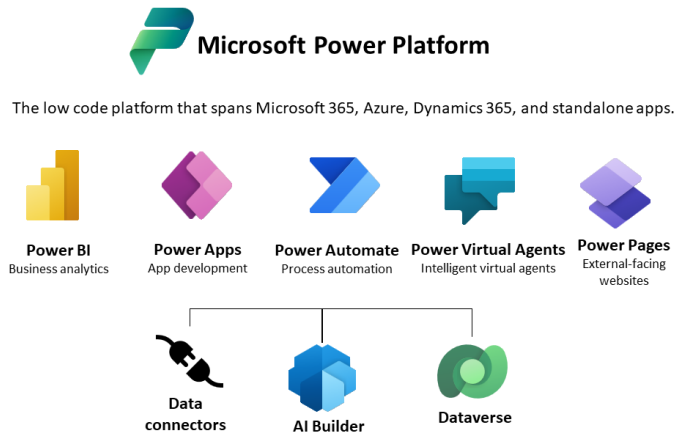 Microsoft Power Platform
The low code platform that spans Microsoft 365, Azure, Dynamics 365, and standalone apps.
Power BI
Business analytics
Power Apps
App development
Power Automate
Process automation
Power Virtual Agents
Intelligent virtual agents
Power Pages
External-facing
websites
Data
connectors
AI Builder
Dataverse